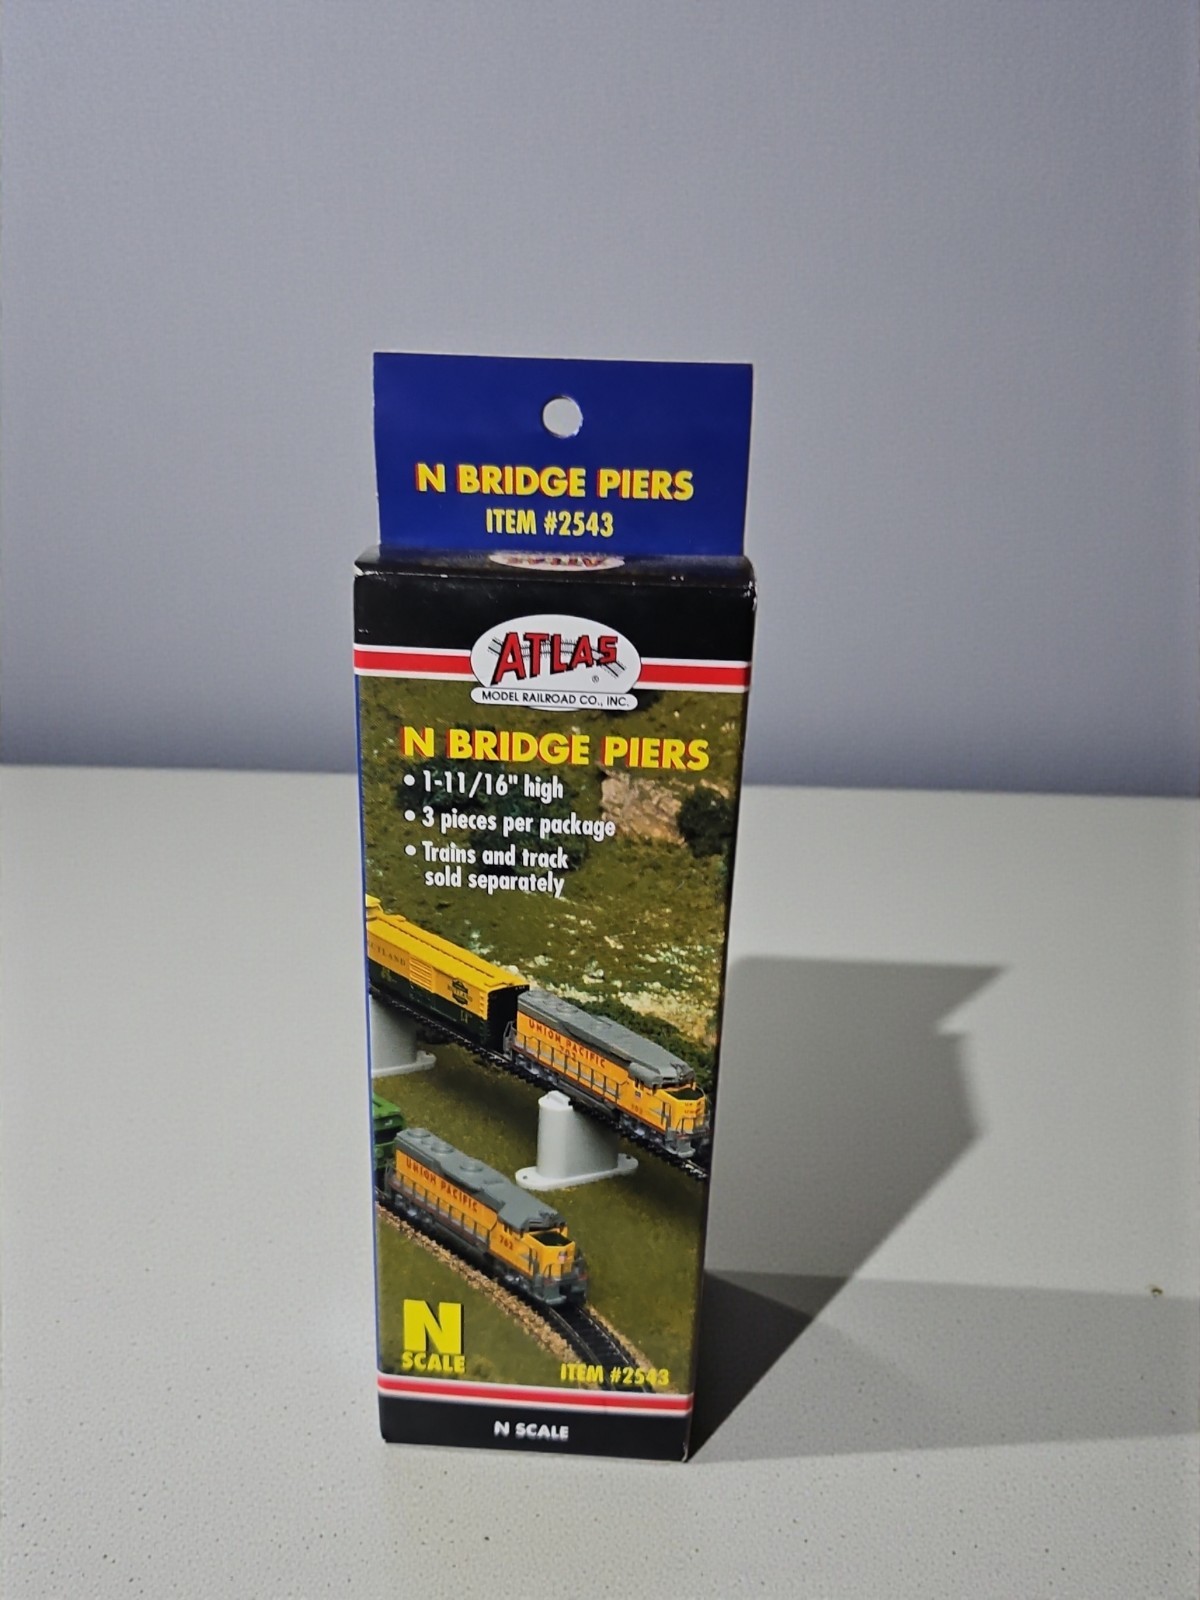 N BRIDGE PIERS
ITEM #2543
ATLAS
ATLAS
®
MODEL RAILROAD CO., INC.
N BRIDGE PIERS
• 1-11/16" high
• 3 pieces per package
• Trains and track
sold separately
UNION PACIFIC
UNION PACIFIC
N
SCALE
ITEM #2543
N SCALE